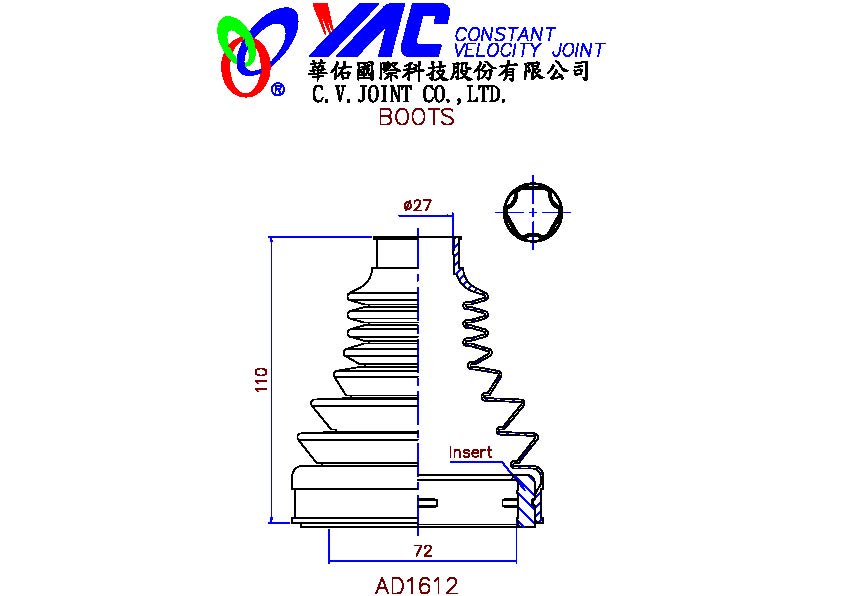 YAC CONSTANT
VELOCITY JOINT
華佑國際科技股份有限公司
C.V.JOINT CO.,LTD.
®
BOOTS
ø27
110
Insert
72
AD1612